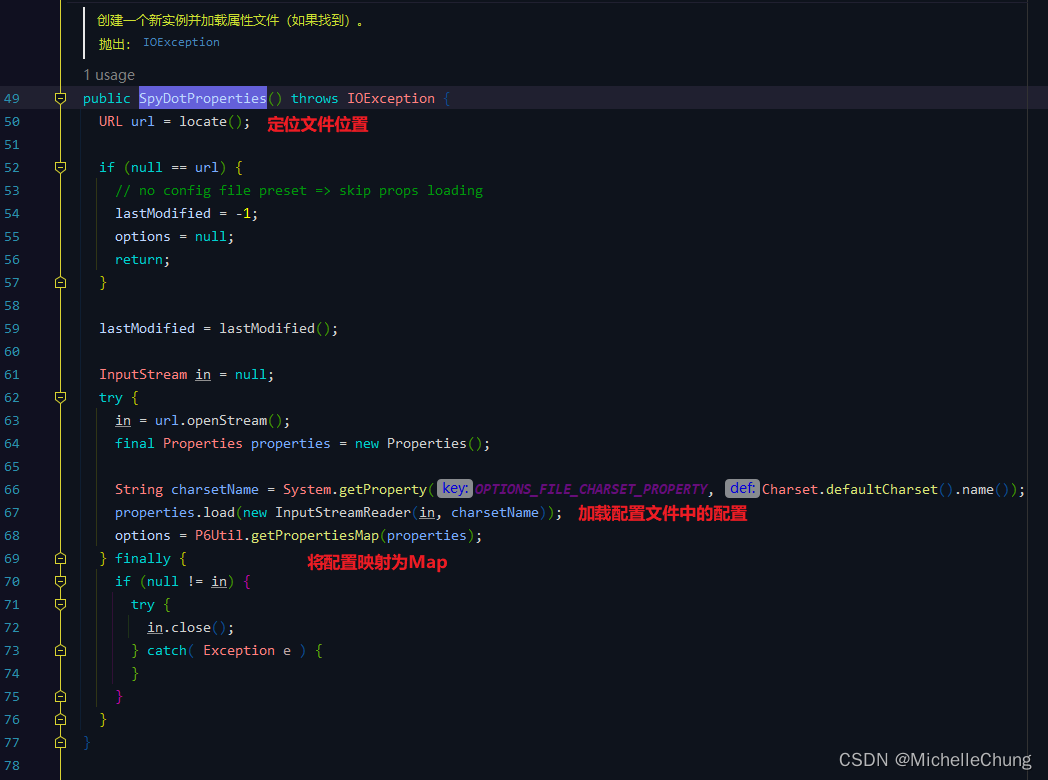 创建一个新实例并加载属性文件（如果找到）。
抛出： IOException
1 usage
49 public SpyDotProperties() throws IOException {
50 URL url = locate(); 定位文件位置
51
52 if (null == url) {
53 // no config file preset => skip props loading
54 lastModified = -1;
55 options = null;
56 return;
57 }
58
59 lastModified = lastModified();
60
61 InputStream in = null;
62 try {
63 in = url.openStream();
64 final Properties properties = new Properties();
65
66 String charsetName = System.getProperty( key: OPTIONS_FILE_CHARSET_PROPERTY, def: Charset.defaultCharset().name());
67 properties.load(new InputStreamReader(in, charsetName)); 加载配置文件中的配置
68 options = P6Util.getPropertiesMap(properties);
69 } finally { 将配置映射为Map
70 if (null != in) {
71 try {
72 in.close();
73 } catch( Exception e ) {
74 }
75 }
76 }
77 }
78
CSDN @MichelleChung